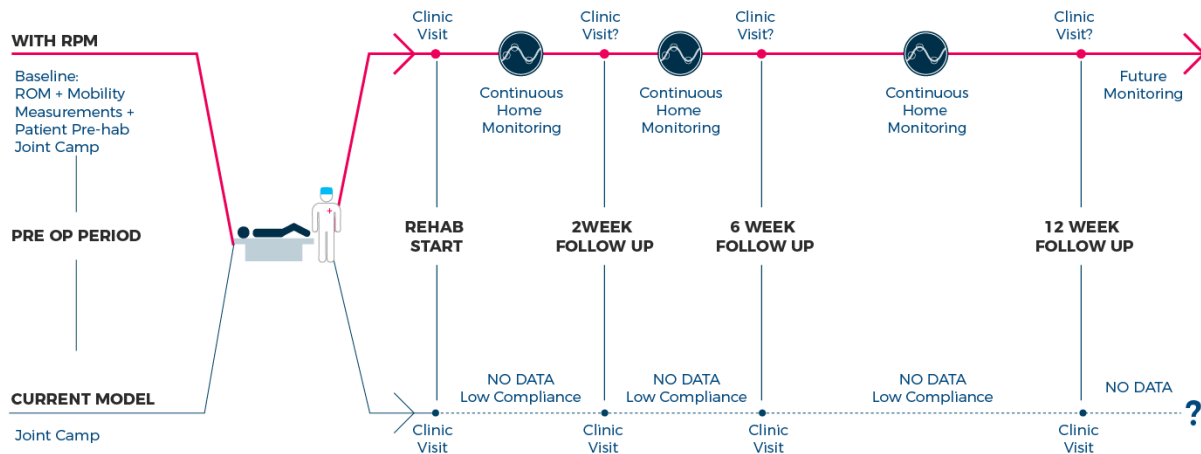 WITH RPM
Baseline:
ROM + Mobility
Measurements +
Patient Pre-hab
Joint Camp
Clinic
Visit
Continuous
Home
Monitoring
Clinic
Visit?
Continuous
Home
Monitoring
Clinic
Visit?
Continuous
Home
Monitoring
Clinic
Visit?
Future
Monitoring
PRE OP PERIOD
REHAB
START
2WEEK
FOLLOW UP
6 WEEK
FOLLOW UP
12 WEEK
FOLLOW UP
CURRENT MODEL
Joint Camp
Clinic
Visit
NO DATA
Low Compliance
Clinic
Visit
NO DATA
Low Compliance
Clinic
Visit
NO DATA
Low Compliance
Clinic
Visit
NO DATA
?